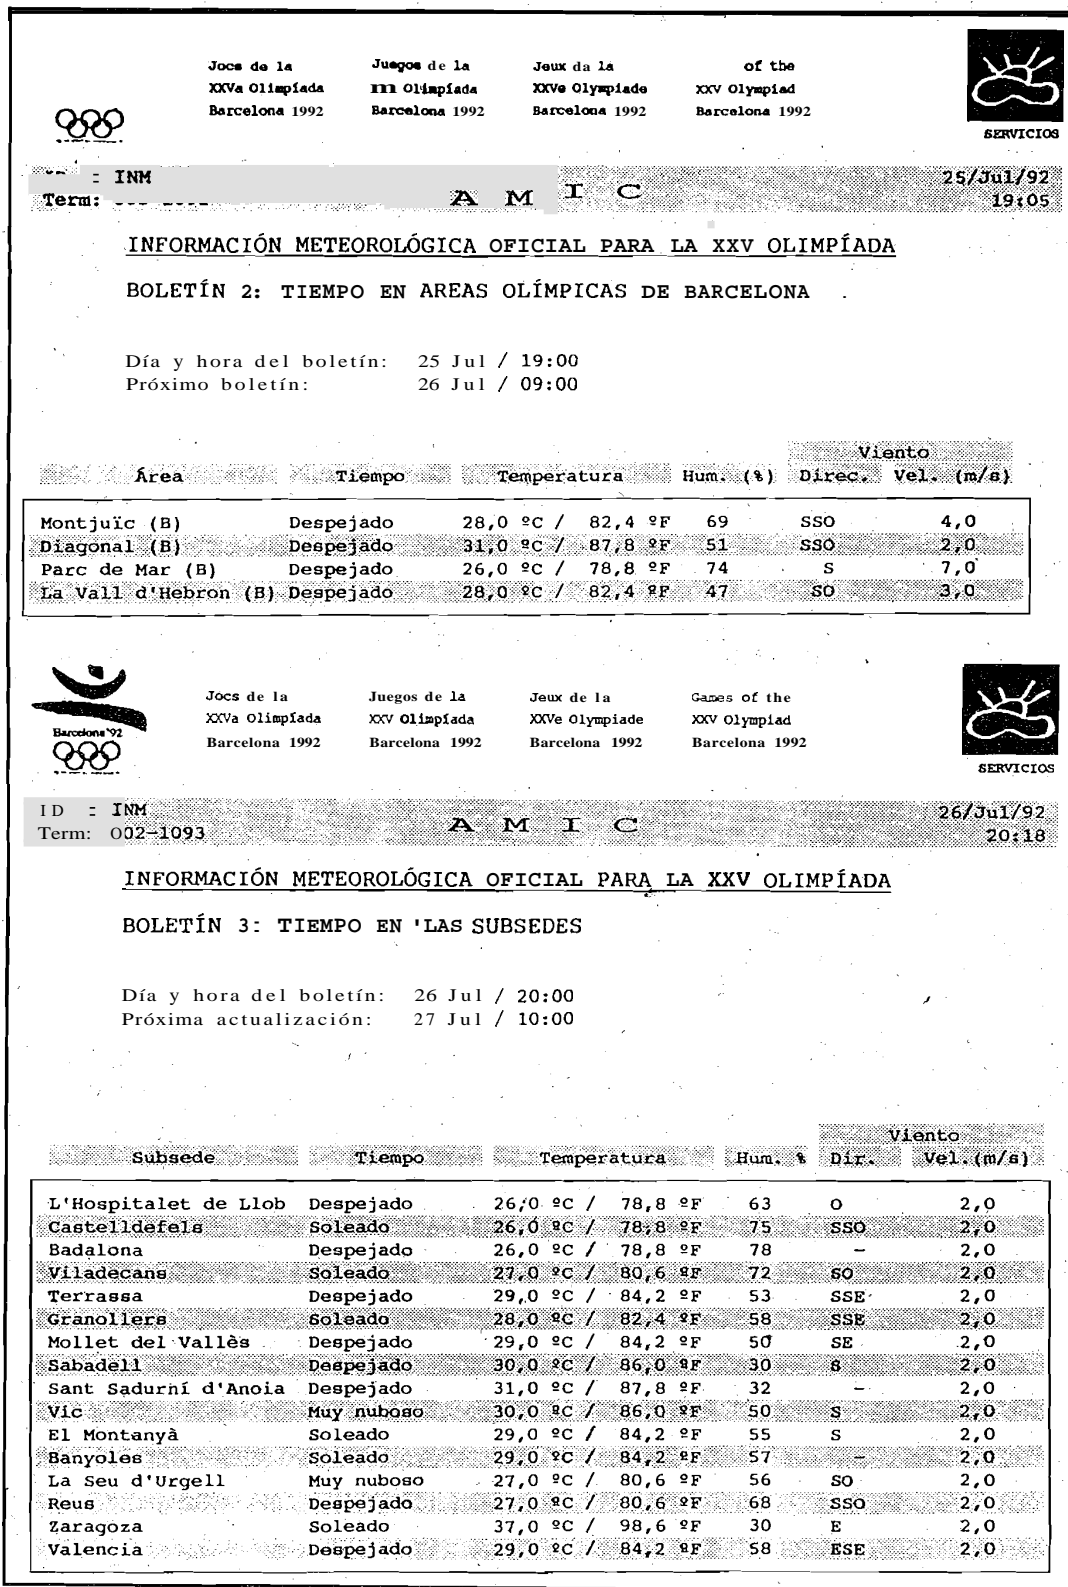 Jocs de la Juegos de la Jeux da la of the
XXVa Olimpíada m Olimpíada XXVe Olympiade XXV Olympiad
Barcelona 1992 Barcelona 1992 Barcelona 1992 Barcelona 1992
SERVICIOS
: INM 25/Jul/92
Term: A M I C 19:05
INFORMACIÓN METEOROLÓGICA OFICIAL PARA LA XXV OLIMPÍADA
BOLETÍN 2: TIEMPO EN AREAS OLÍMPICAS DE BARCELONA
Día y hora del boletín: 25 Jul / 19:00
Próximo boletín: 26 Jul / 09:00
Viento
Área Tiempo Temperatura Hum. (%) Direc. Vel. (m/s)
Montjuïc (B) Despejado 28,0 ºC / 82,4 ºF 69 SSO 4,0
Diagonal (B) Despejado 31,0 ºC / 87,8 ºF 51 SSO 2,0
Parc de Mar (B) Despejado 26,0 ºC / 78,8 ºF 74 S 7,0
La Vall d'Hebron (B) Despejado 28,0 ºC / 82,4 ºF 47 SO 3,0
Jocs de la Juegos de la Jeux de la Games of the
XXVa Olimpíada XXV Olimpíada XXVe Olympiade XXV Olympiad
Barcelona'92 Barcelona 1992 Barcelona 1992 Barcelona 1992 Barcelona 1992
SERVICIOS
ID : INM 26/Jul/92
Term: 002-1093 A M I C 20:18
INFORMACIÓN METEOROLÓGICA OFICIAL PARA LA XXV OLIMPÍADA
BOLETÍN 3: TIEMPO EN 'LAS SUBSEDES
Día y hora del boletín: 26 Jul / 20:00
Próxima actualización: 27 Jul / 10:00
Viento
Subsede Tiempo Temperatura Hum. % Dir. Vel.(m/s)
L'Hospitalet de Llob Despejado 26,0 ºC / 78,8 ºF 63 O 2,0
Castelldefels Soleado 26,0 ºC / 78,8 ºF 75 SSO 2,0
Badalona Despejado 26,0 ºC / 78,8 ºF 78 - 2,0
Viladecans Soleado 27,0 ºC / 80,6 ºF 72 SO 2,0
Terrassa Despejado 29,0 ºC / 84,2 ºF 53 SSE 2,0
Granollers Soleado 28,0 ºC / 82,4 ºF 58 SSE 2,0
Mollet del Vallès Despejado 29,0 ºC / 84,2 ºF 50 SE 2,0
Sabadell Despejado 30,0 ºC / 86,0 ºF 30 S 2,0
Sant Sadurní d'Anoia Despejado 31,0 ºC / 87,8 ºF 32 - 2,0
Vic Muy nuboso 30,0 ºC / 86,0 ºF 50 S 2,0
El Montanyà Soleado 29,0 ºC / 84,2 ºF 55 S 2,0
Banyoles Soleado 29,0 ºC / 84,2 ºF 57 - 2,0
La Seu d'Urgell Muy nuboso 27,0 ºC / 80,6 ºF 56 SO 2,0
Reus Despejado 27,0 ºC / 80,6 ºF 68 SSO 2,0
Zaragoza Soleado 37,0 ºC / 98,6 ºF 30 E 2,0
Valencia Despejado 29,0 ºC / 84,2 ºF 58 ESE 2,0